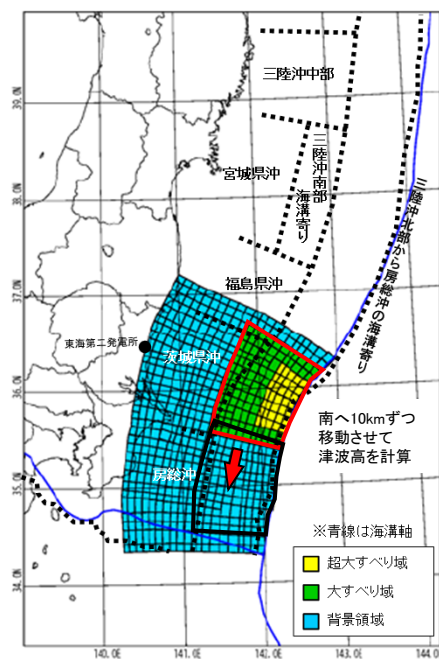 39.0N
38.0N
37.0N
36.0N
35.0N
34.0N
三陸沖中部
三陸沖南部
海溝寄り
宮城県沖
福島県沖
三陸沖北部から房総沖の海溝寄り
東海第二発電所
茨城県沖
房総沖
南へ10kmずつ
移動させて
津波高を計算
※青線は海溝軸
超大すべり域
大すべり域
背景領域
140.0E
141.0E
142.0E
143.0E
144.0E